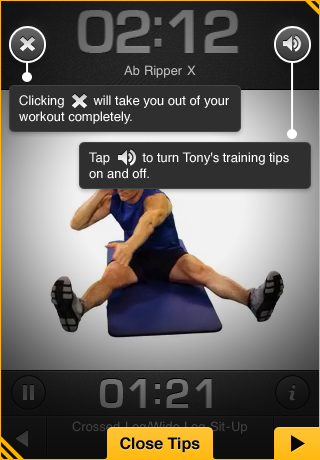 02:12
Ab Ripper X
Clicking will take you out of your
workout completely.
Tap to turn Tony's training tips
on and off.
01:21
i
Crossed Leg/Wide Leg Sit-Up
Close Tips